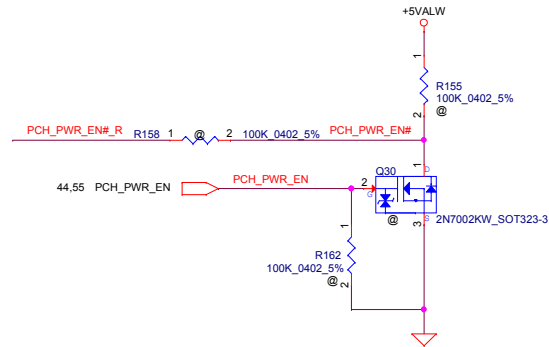 +5VALW
1
R155
100K_0402_5%
2
@
PCH_PWR_EN#_R
R158
1
@
2
100K_0402_5%
PCH_PWR_EN#
1
D
Q30
44,55
PCH_PWR_EN
PCH_PWR_EN
2
G
@
S
3
2N7002KW_SOT323-3
1
R162
100K_0402_5%
@
2